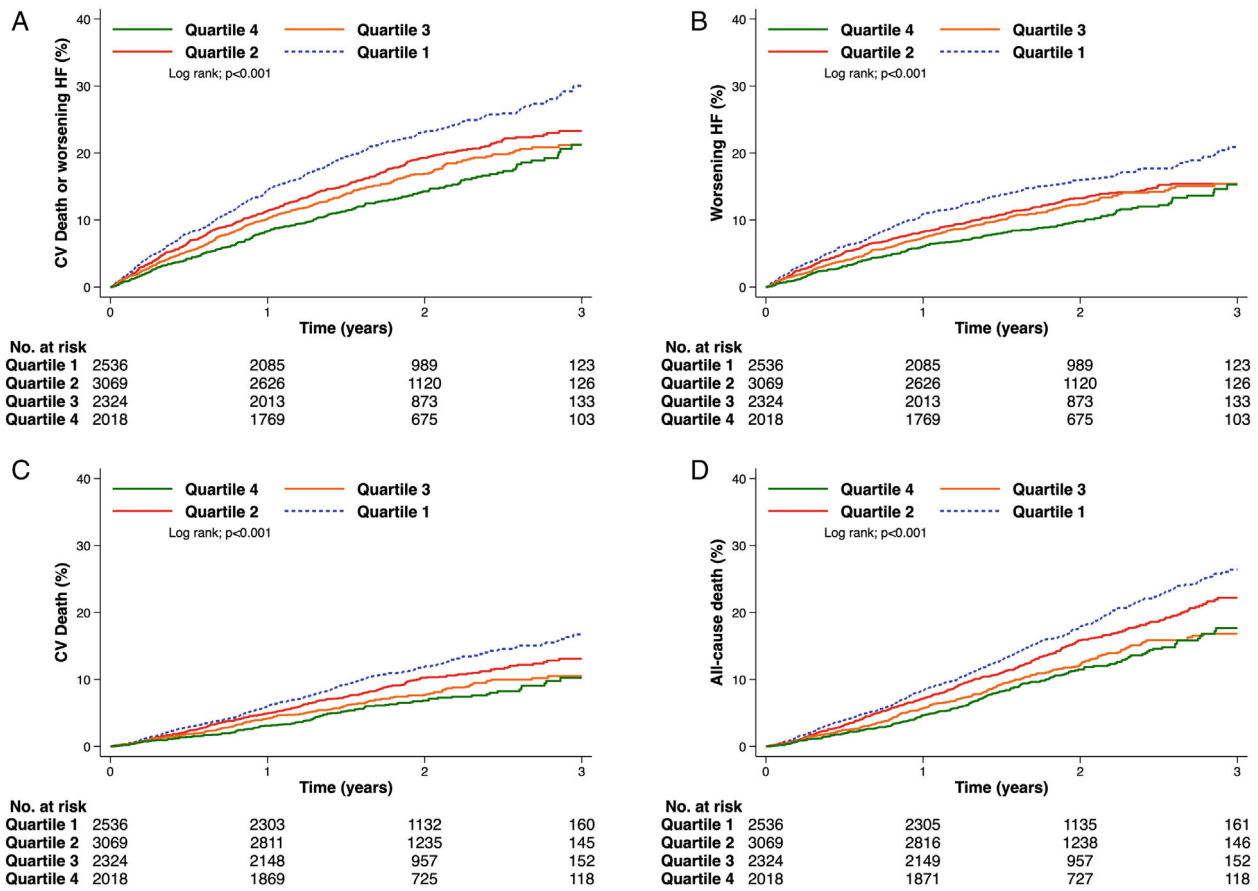 A
CV Death or worsening HF (%)
40
30
20
10
0
Quartile 4 Quartile 3
Quartile 2 Quartile 1
Log rank; p<0.001
0 1 2 3
Time (years)
No. at risk
Quartile 1 2536 2085 989 123
Quartile 2 3069 2626 1120 126
Quartile 3 2324 2013 873 133
Quartile 4 2018 1769 675 103
B
Worsening HF (%)
40
30
20
10
0
Quartile 4 Quartile 3
Quartile 2 Quartile 1
Log rank; p<0.001
0 1 2 3
Time (years)
No. at risk
Quartile 1 2536 2085 989 123
Quartile 2 3069 2626 1120 126
Quartile 3 2324 2013 873 133
Quartile 4 2018 1769 675 103
C
CV Death (%)
40
30
20
10
0
Quartile 4 Quartile 3
Quartile 2 Quartile 1
Log rank; p<0.001
0 1 2 3
Time (years)
No. at risk
Quartile 1 2536 2303 1132 160
Quartile 2 3069 2811 1235 145
Quartile 3 2324 2148 957 152
Quartile 4 2018 1869 725 118
D
All-cause death (%)
40
30
20
10
0
Quartile 4 Quartile 3
Quartile 2 Quartile 1
Log rank; p<0.001
0 1 2 3
Time (years)
No. at risk
Quartile 1 2536 2305 1135 161
Quartile 2 3069 2816 1238 146
Quartile 3 2324 2149 957 152
Quartile 4 2018 1871 727 118